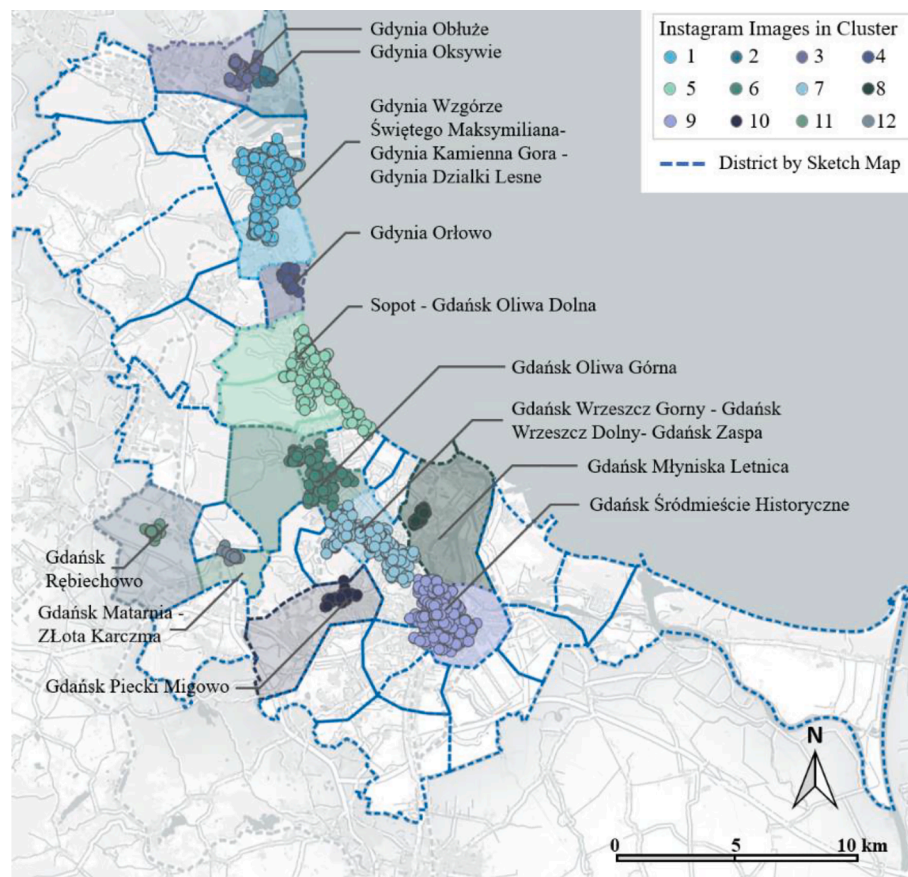 Gdynia Obłuże
Gdynia Oksywie
Gdynia Wzgórze
Świętego Maksymiliana-
Gdynia Kamienna Gora -
Gdynia Dzialki Lesne
Gdynia Orłowo
Sopot - Gdańsk Oliwa Dolna
Gdańsk Oliwa Górna
Gdańsk Wrzeszcz Gorny - Gdańsk
Wrzeszcz Dolny- Gdańsk Zaspa
Gdańsk Młyniska Letnica
Gdańsk Śródmieście Historyczne
Gdańsk
Rębiechowo
Gdańsk Matarnia -
ZŁota Karczma
Gdańsk Piecki Migowo
Instagram Images in Cluster
1 2 3 4
5 6 7 8
9 10 11 12
District by Sketch Map
N
0 5 10 km